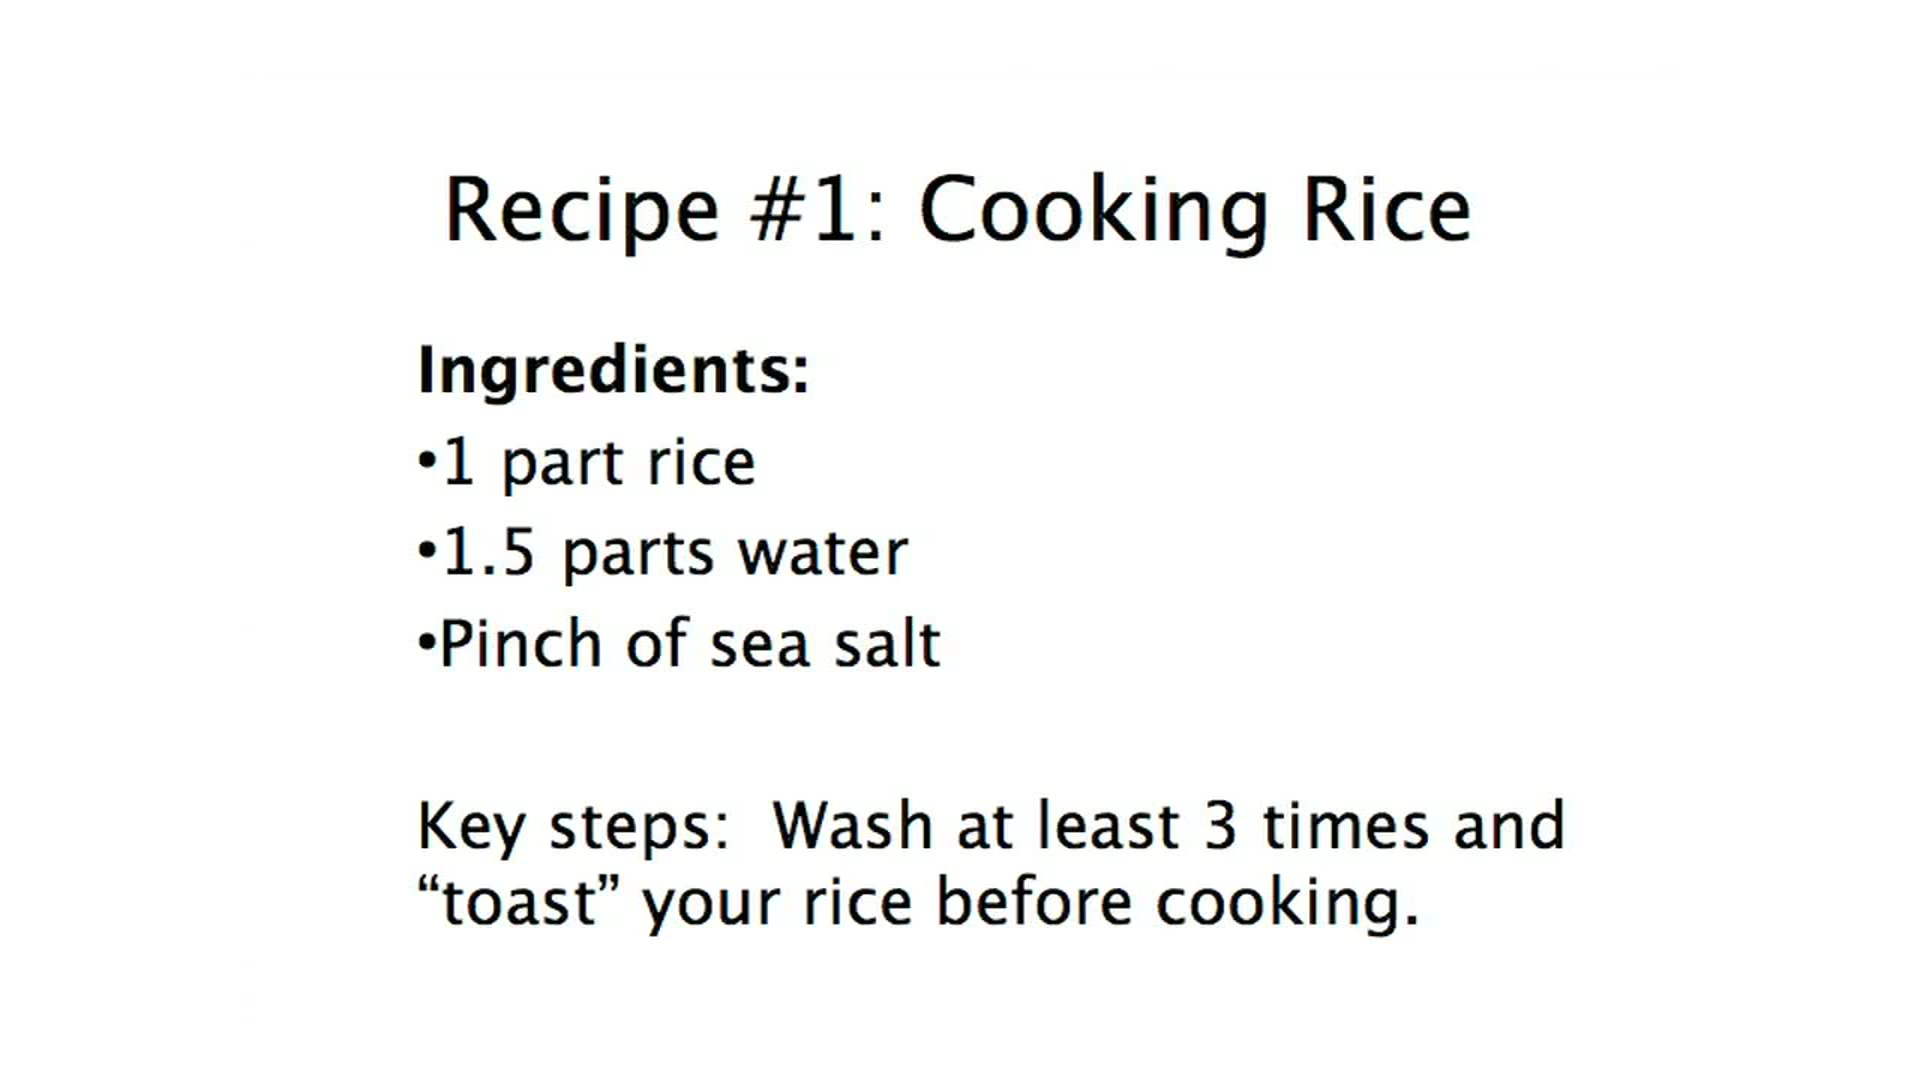 Recipe #1: Cooking Rice
Ingredients:
•1 part rice
•1.5 parts water
•Pinch of sea salt
Key steps:  Wash at least 3 times and
“toast” your rice before cooking.